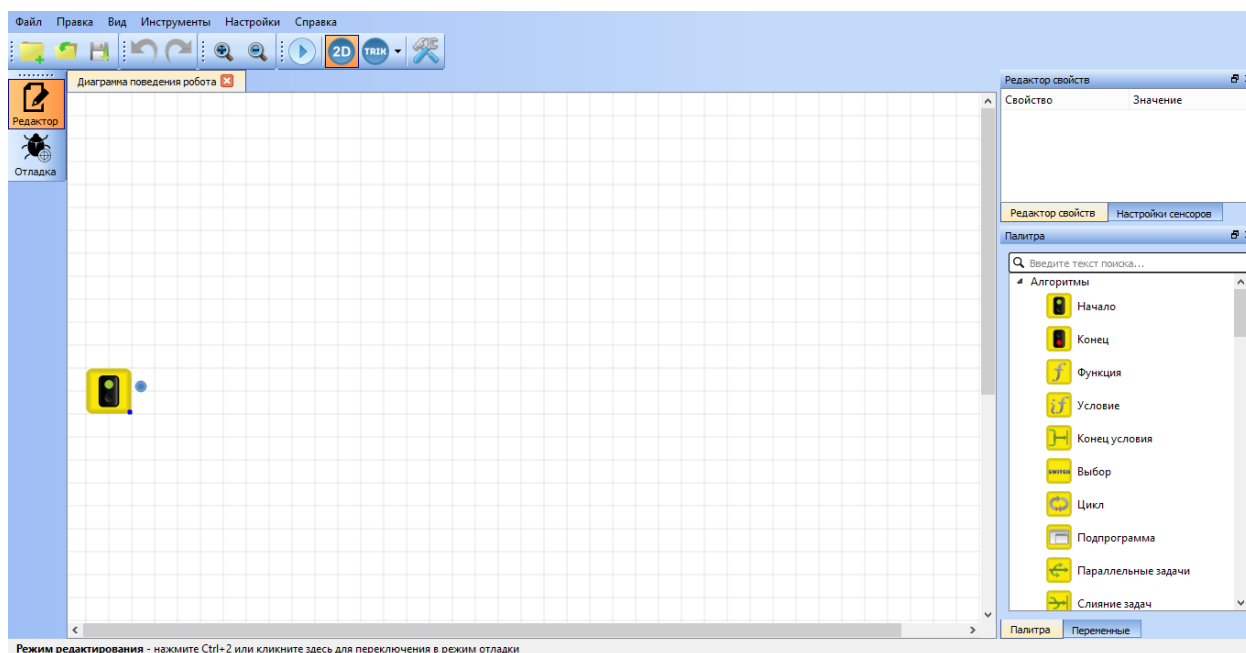 Файл Правка Вид Инструменты Настройки Справка
2D TRIK
Диаграмма поведения робота
Редактор
Отладка
Редактор свойств
Свойство Значение
Редактор свойств Настройки сенсоров
Палитра
Введите текст поиска...
Алгоритмы
Начало
Конец
f Функция
if Условие
Конец условия
SWITCH Выбор
Цикл
Подпрограмма
Параллельные задачи
Слияние задач
Палитра Переменные
Режим редактирования - нажмите Ctrl+2 или кликните здесь для переключения в режим отладки